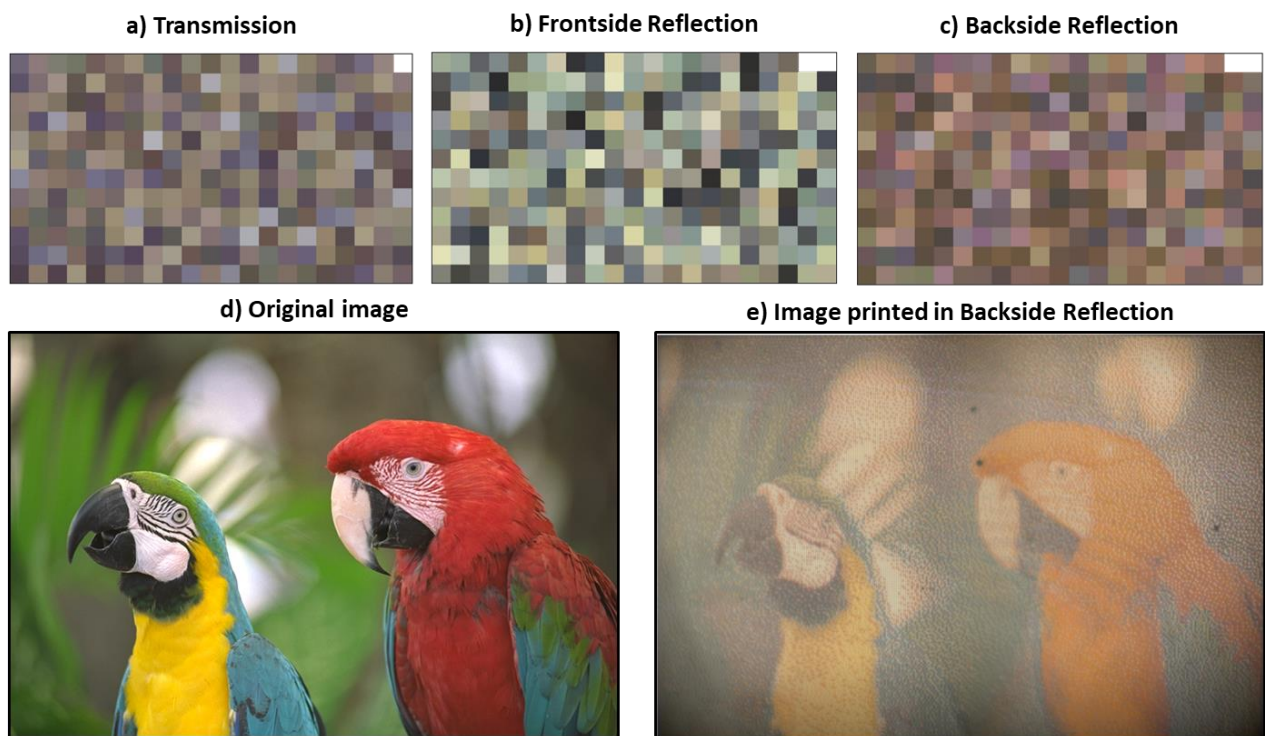 a) Transmission
b) Frontside Reflection
c) Backside Reflection
d) Original image
e) Image printed in Backside Reflection